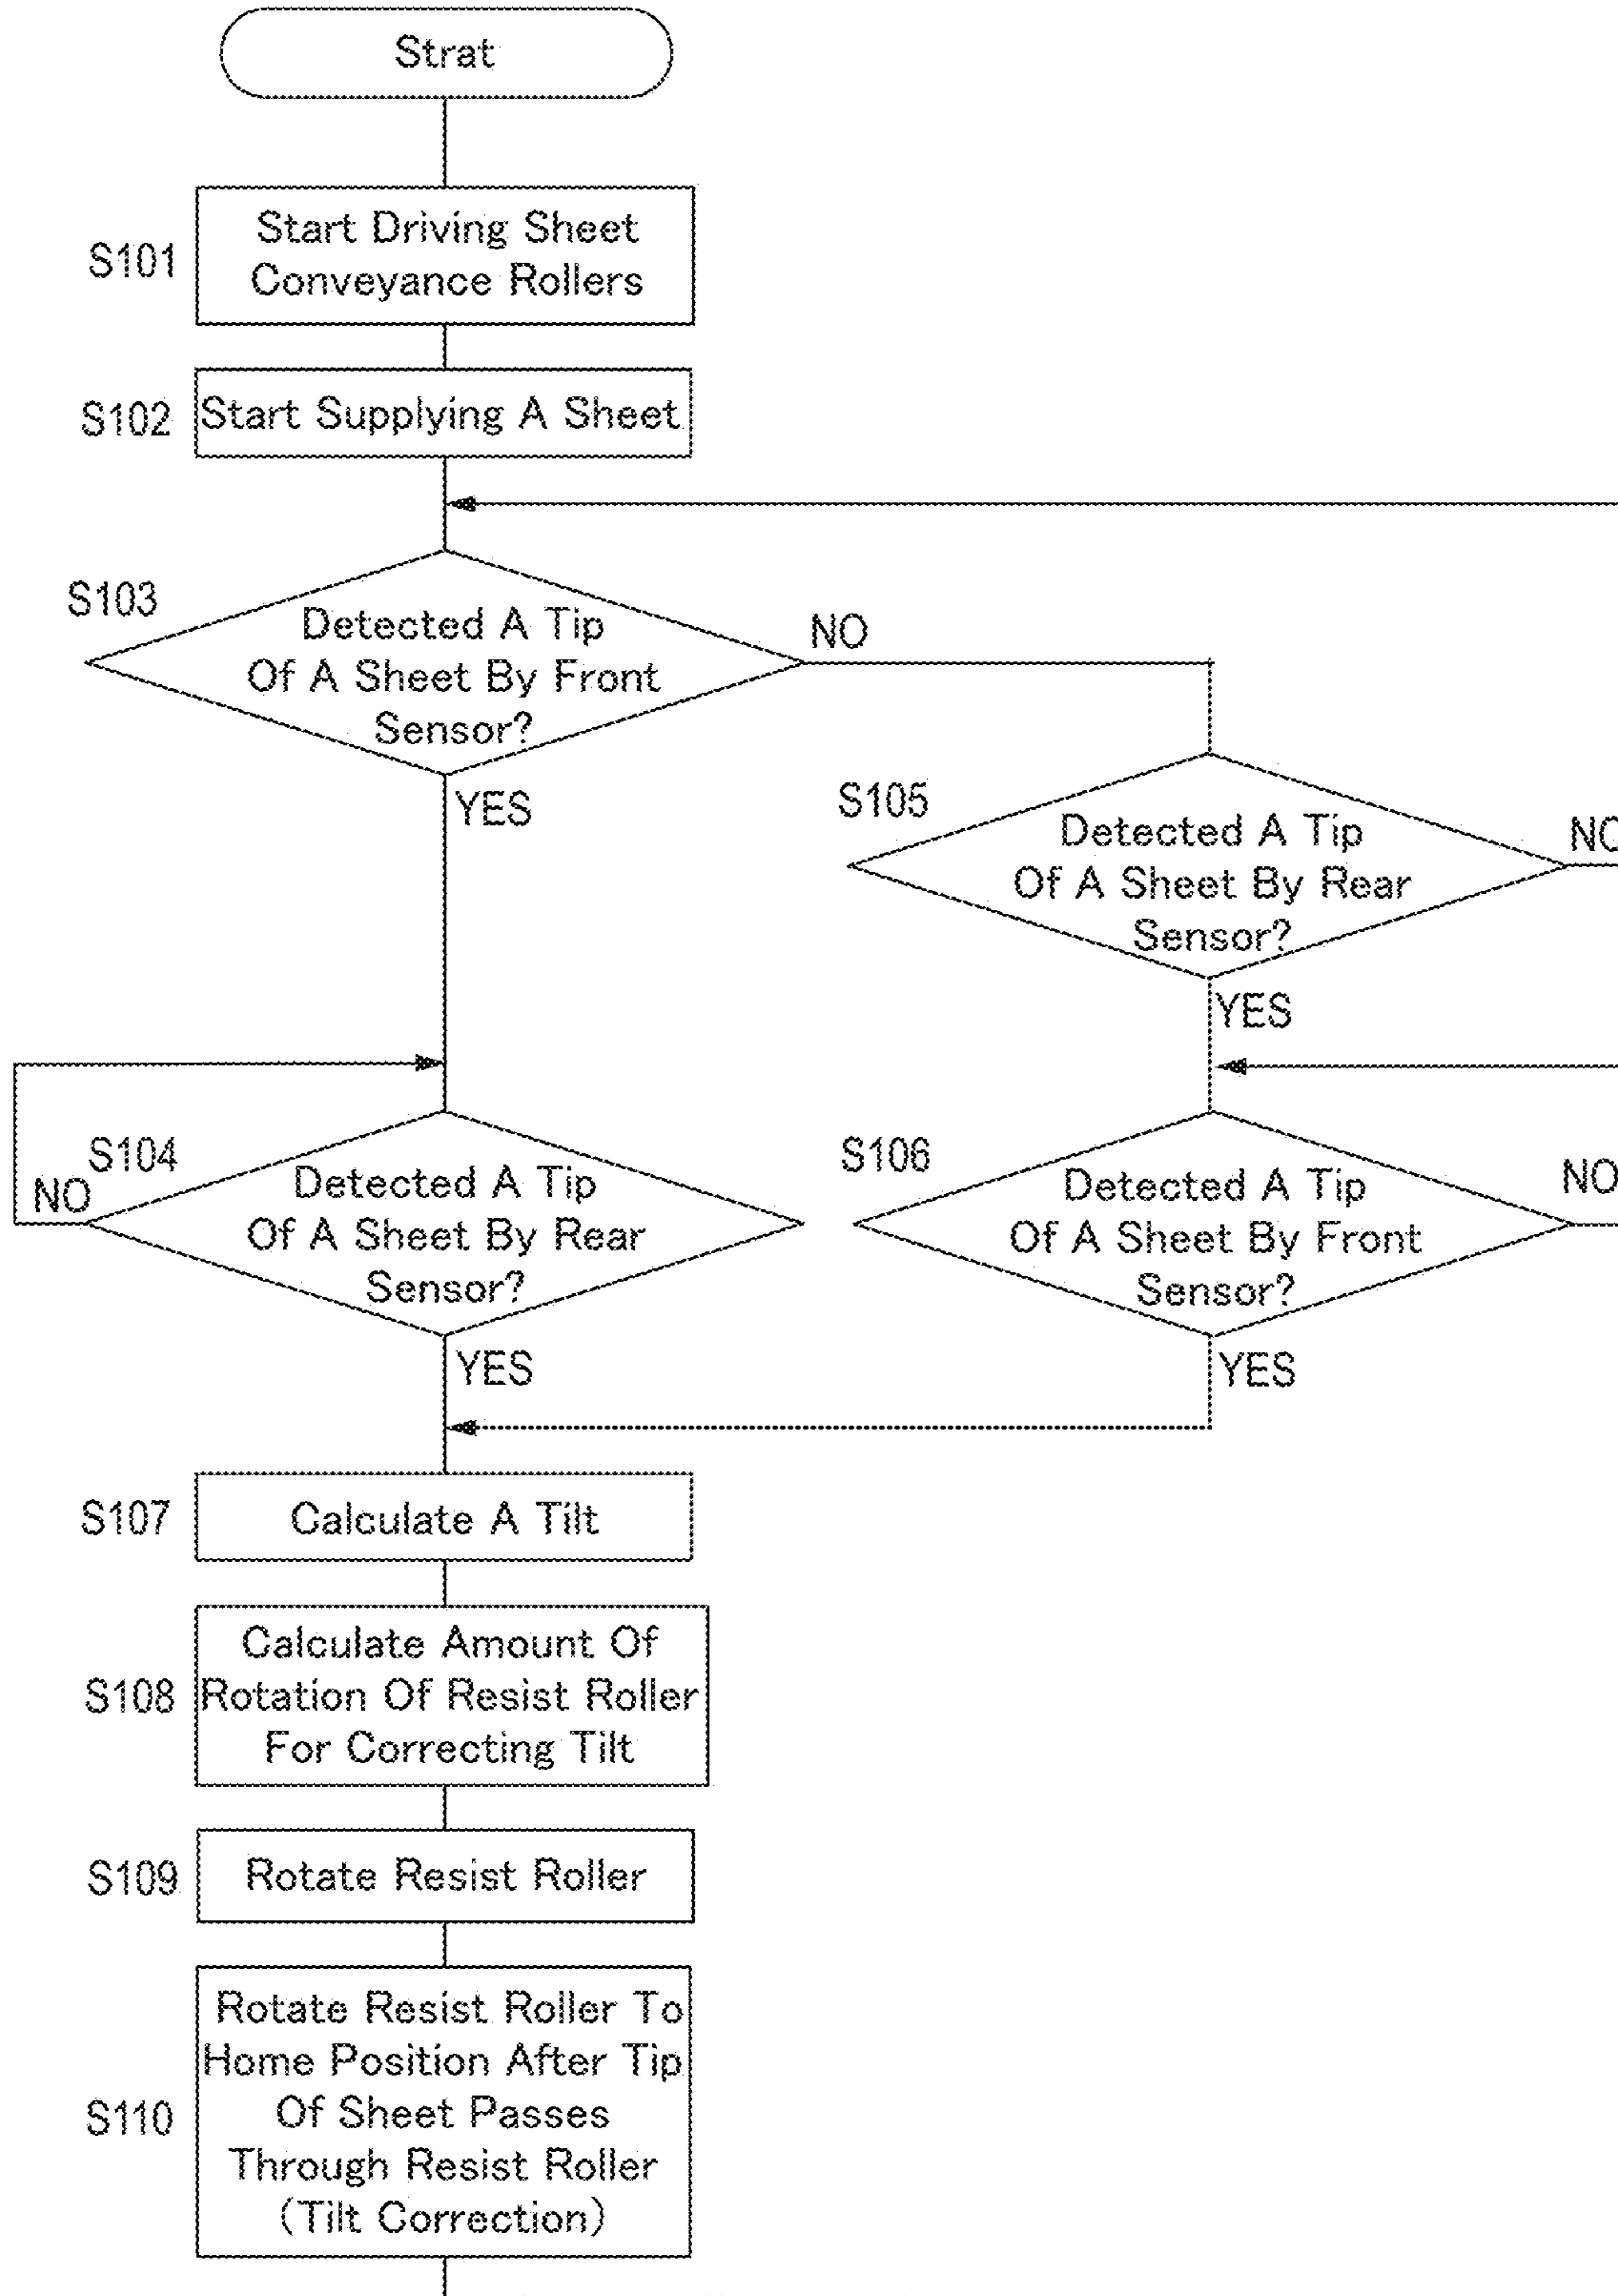 Strat
S101
Start Driving Sheet
Conveyance Rollers
S102
Start Supplying A Sheet
S103
Detected A Tip
Of A Sheet By Front
Sensor?
NO
YES
S105
Detected A Tip
Of A Sheet By Rear
Sensor?
NO
YES
S104
Detected A Tip
Of A Sheet By Rear
Sensor?
NO
YES
S106
Detected A Tip
Of A Sheet By Front
Sensor?
NO
YES
S107
Calculate A Tilt
S108
Calculate Amount Of
Rotation Of Resist Roller
For Correcting Tilt
S109
Rotate Resist Roller
S110
Rotate Resist Roller To
Home Position After Tip
Of Sheet Passes
Through Resist Roller
(Tilt Correction)